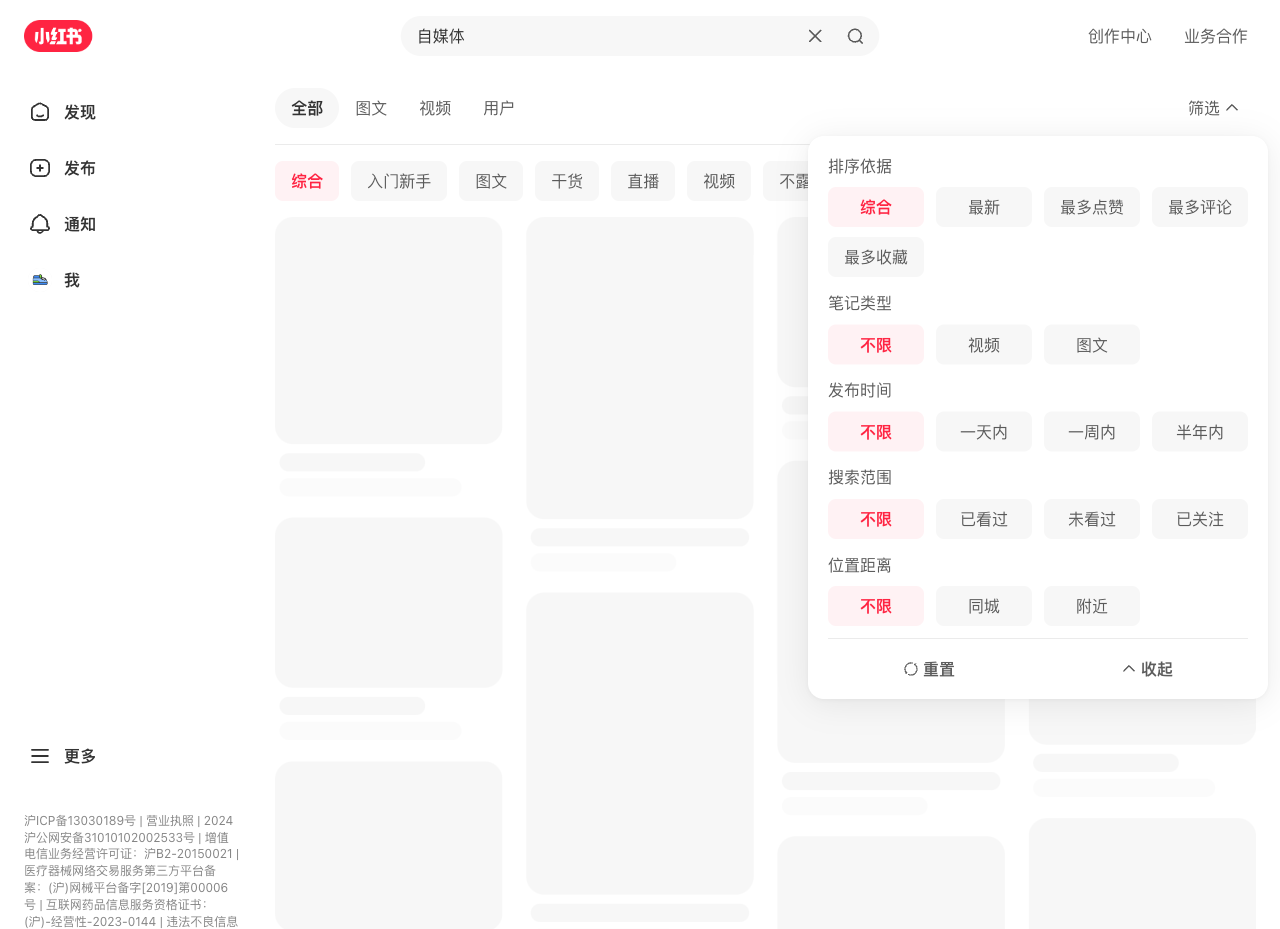 小红书
自媒体
创作中心 业务合作
发现
发布
通知
我
更多
沪ICP备13030189号 | 营业执照 | 2024
沪公网安备31010102002533号 | 增值
电信业务经营许可证：沪B2-20150021 |
医疗器械网络交易服务第三方平台备
案：(沪)网械平台备字[2019]第00006
号 | 互联网药品信息服务资格证书：
(沪)-经营性-2023-0144 | 违法不良信息
全部 图文 视频 用户 筛选
综合 入门新手 图文 干货 直播 视频 不露
排序依据
综合 最新 最多点赞 最多评论
最多收藏
笔记类型
不限 视频 图文
发布时间
不限 一天内 一周内 半年内
搜索范围
不限 已看过 未看过 已关注
位置距离
不限 同城 附近
重置 收起